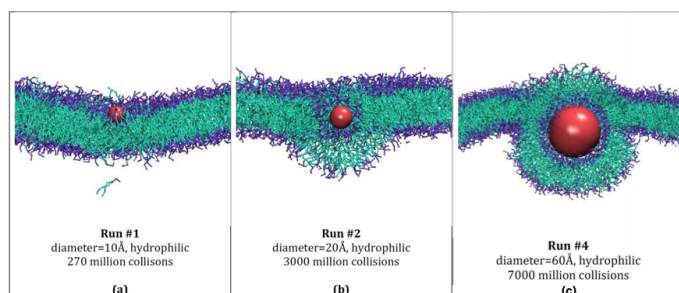 Run #1
diameter=10Å, hydrophilic
270 million collisons
(a)
Run #2
diameter=20Å, hydrophilic
3000 million collisions
(b)
Run #4
diameter=60Å, hydrophilic
7000 million collisions
(c)